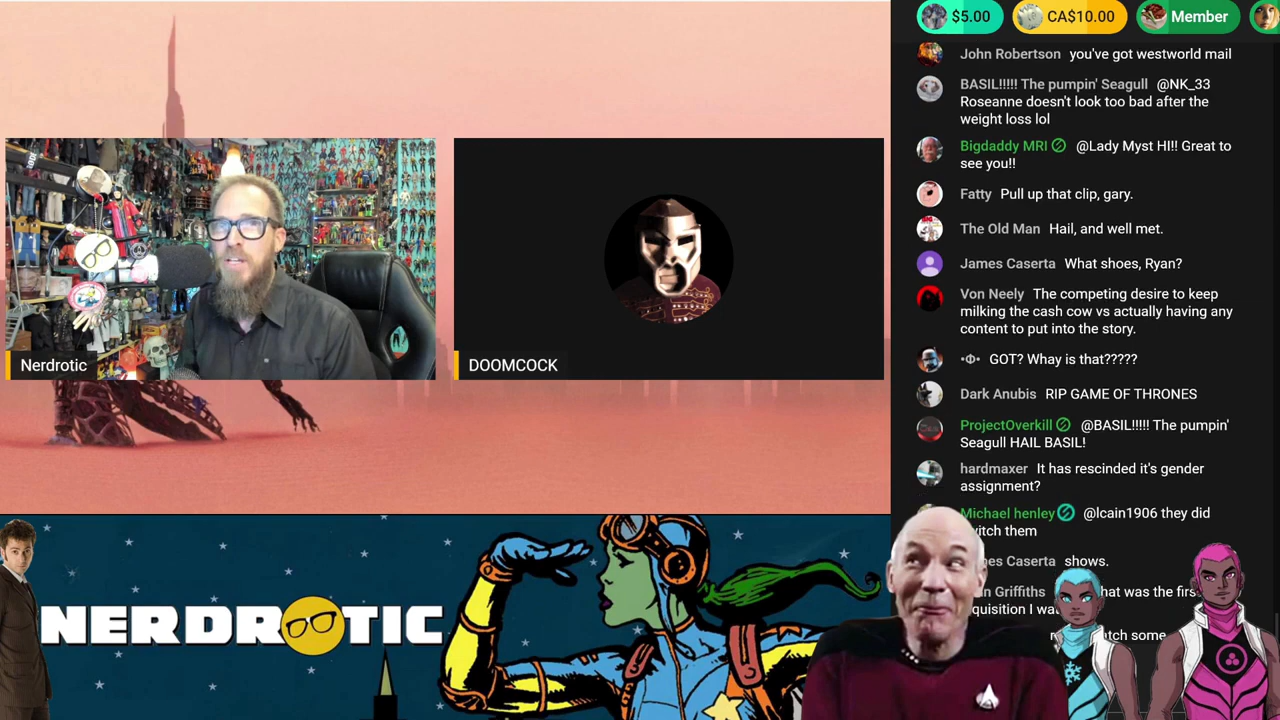 $5.00
CA$10.00
Member
John Robertson you've got westworld mail
BASIL!!!!! The pumpin' Seagull @NK_33
Roseanne doesn't look too bad after the
weight loss lol
Bigdaddy MRI @Lady Myst HI!! Great to
see you!!
Fatty Pull up that clip, gary.
The Old Man Hail, and well met.
James Caserta What shoes, Ryan?
Von Neely The competing desire to keep
milking the cash cow vs actually having any
content to put into the story.
•Φ• GOT? Whay is that?????
Dark Anubis RIP GAME OF THRONES
ProjectOverkill @BASIL!!!!! The pumpin'
Seagull HAIL BASIL!
hardmaxer It has rescinded it's gender
assignment?
Michael henley @lcain1906 they did
them
shows.
Griffiths was the
I
some
Nerdrotic
DOOMCOCK
NERDROTIC